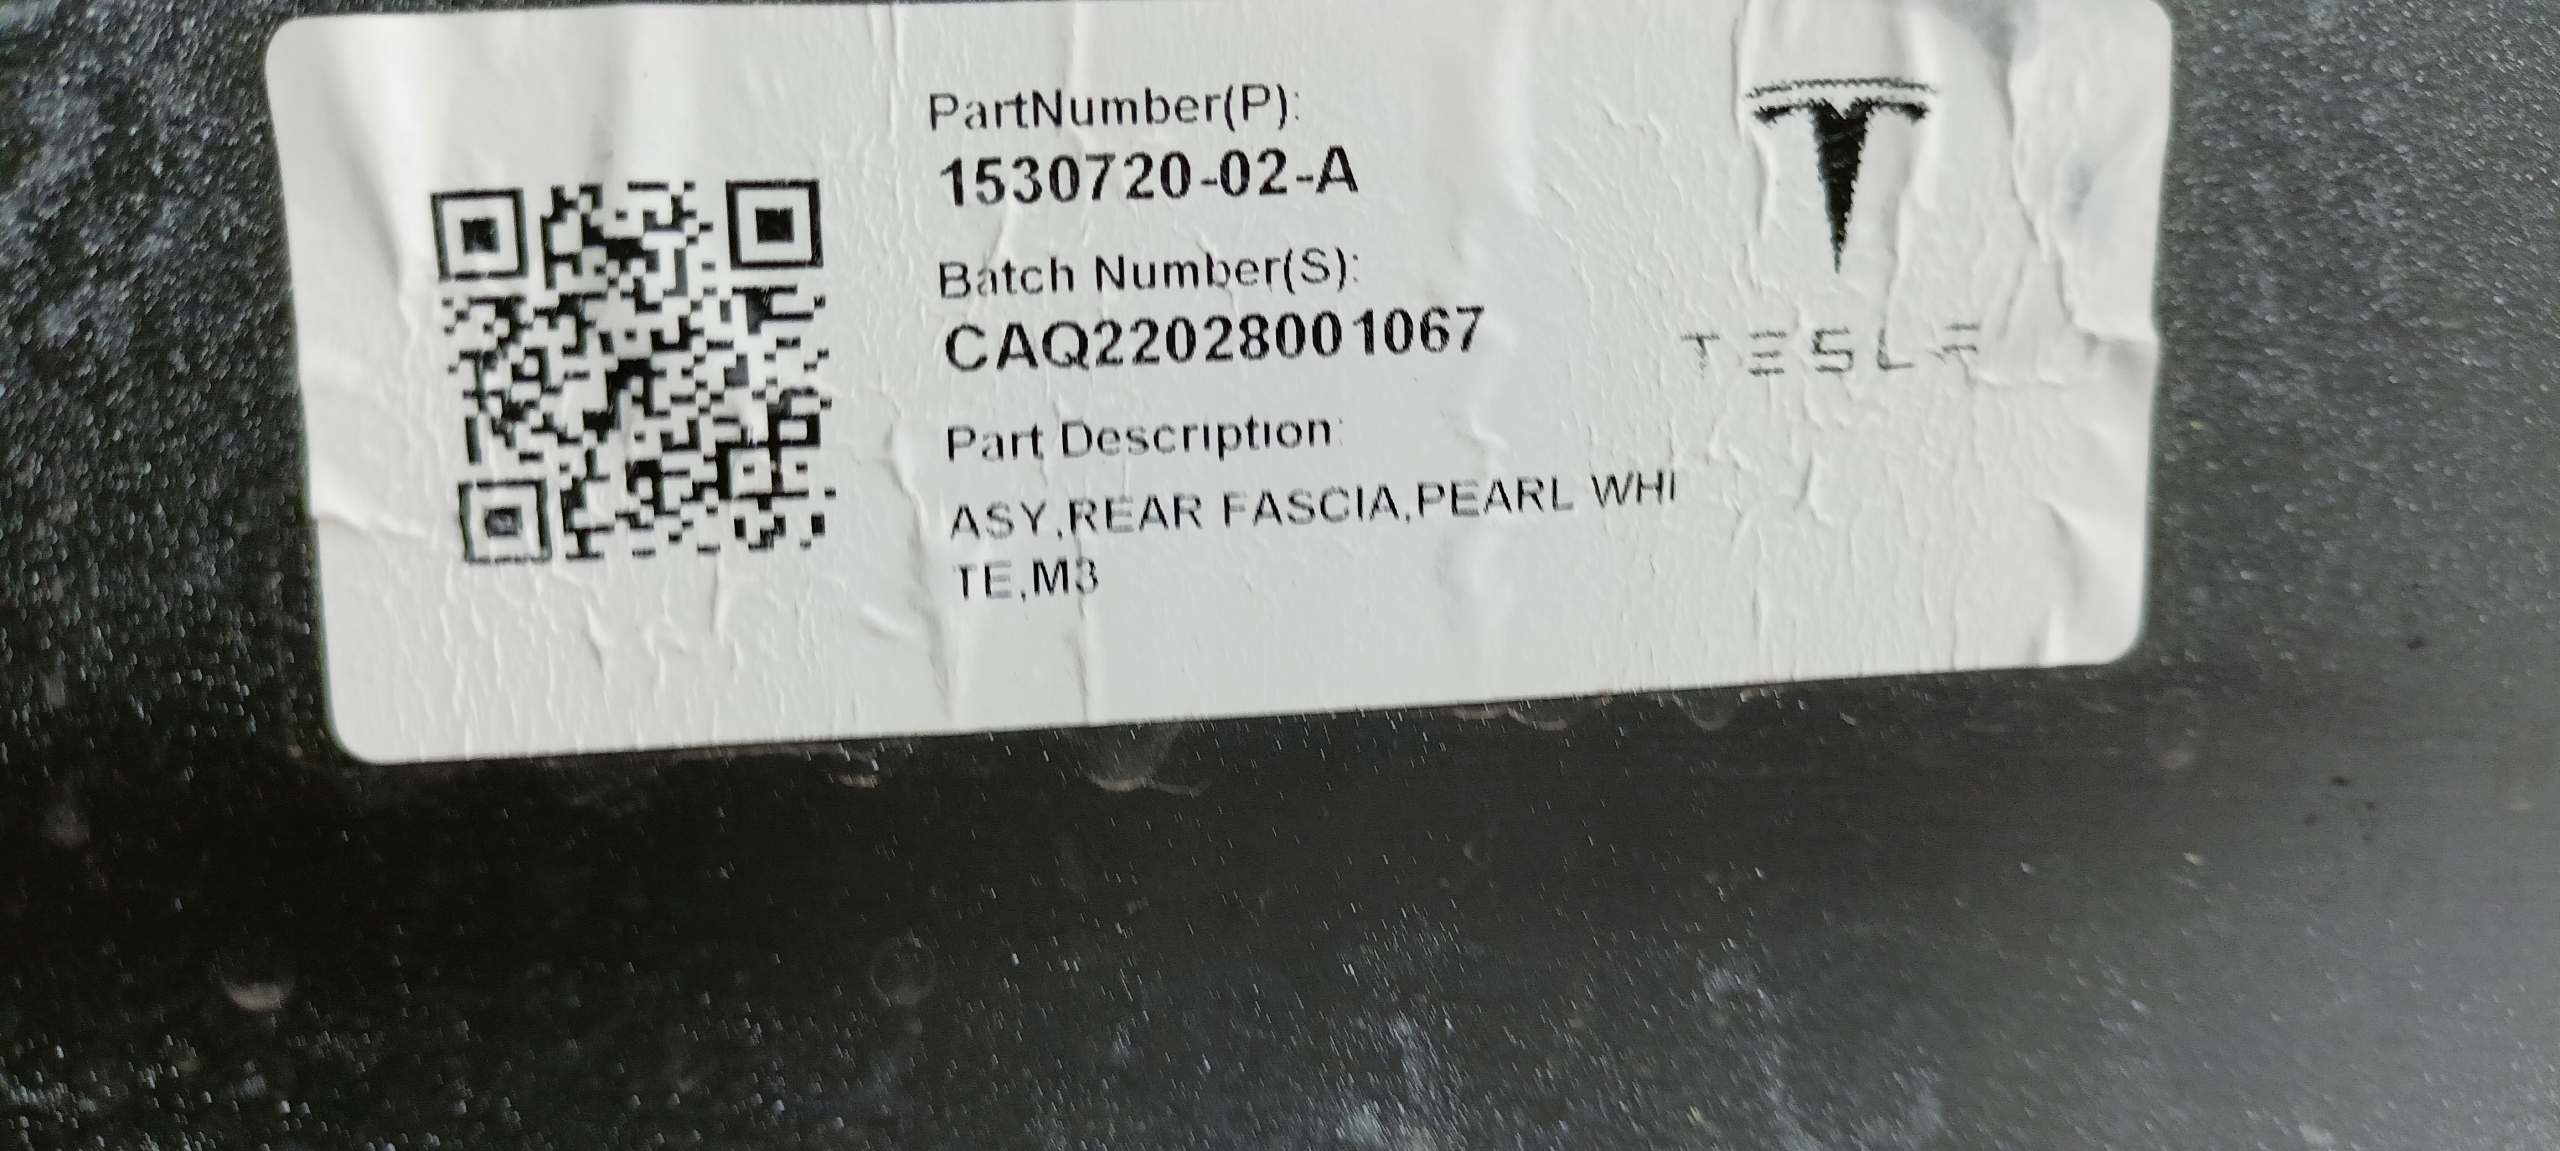 PartNumber(P):
1530720-02-A
Batch Number(S):
CAQ22028001067
Part Description:
ASY,REAR FASCIA,PEARL WHI
TE,M3
TESLA